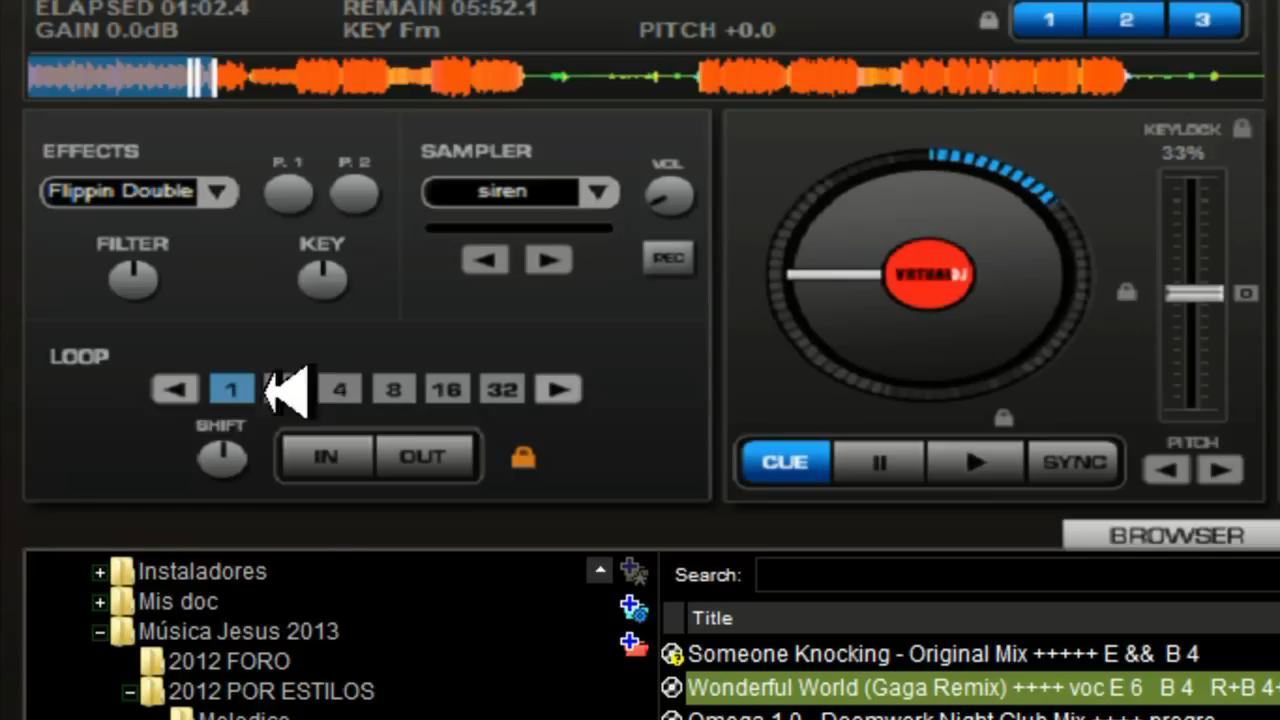 ELAPSED 01:02.4 REMAIN 05:52.1
GAIN 0.0dB KEY Fm PITCH +0.0
1 2 3
EFFECTS P. 1 P. 2 SAMPLER VOL KEYLOCK
33%
Flippin Double siren
FILTER KEY REC
VIRTUALDJ
LOOP
1 4 8 16 32
SHIFT
IN OUT
CUE SYNC PITCH
BROWSER
Instaladores
Mis doc
Música Jesus 2013
2012 FORO
2012 POR ESTILOS
Search:
Title
Someone Knocking - Original Mix +++++ E && B 4
Wonderful World (Gaga Remix) ++++ voc E 6 B 4 R+B 4+